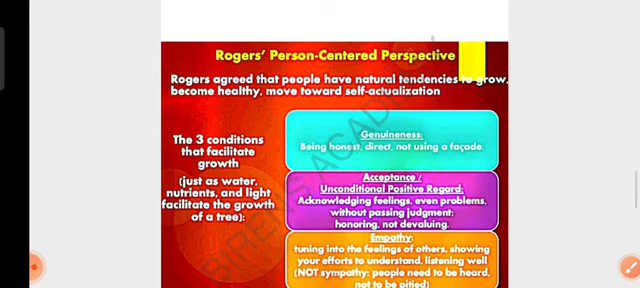 Rogers' Person-Centered Perspective
Rogers agreed that people have natural tendencies to grow,
become healthy, move toward self-actualization
The 3 conditions
that facilitate
growth
(just as water,
nutrients, and light
facilitate the growth
of a tree):
Genuineness:
Being honest, direct, not using a façade.
Acceptance /
Unconditional Positive Regard:
Acknowledging feelings, even problems,
without passing judgment;
honoring, not devaluing.
Empathy:
tuning into the feelings of others, showing
your efforts to understand, listening well
(NOT sympathy: people need to be heard,
not to be pitied)